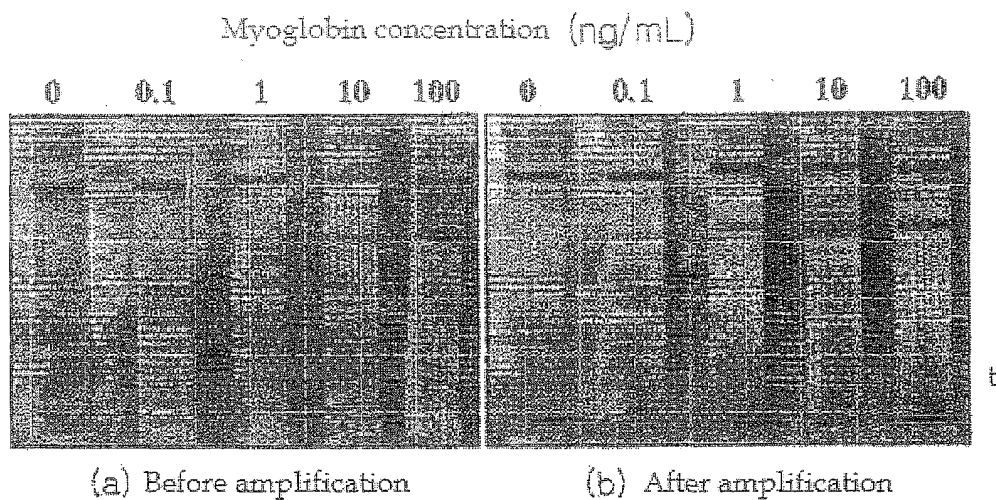 Myoglobin concentration (ng/mL)
0 0.1 1 10 100 0 0.1 1 10 100
t
(a) Before amplification (b) After amplification